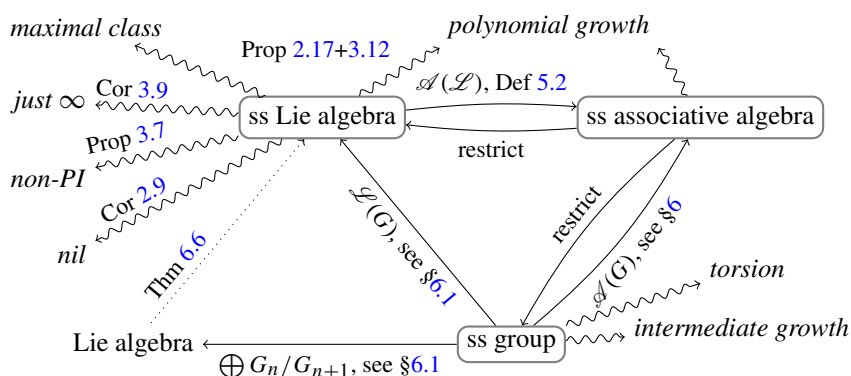 maximal class
Prop 2.17+3.12
polynomial growth
Cor 3.9
just ∞
𝒜(ℒ), Def 5.2
ss Lie algebra
ss associative algebra
Prop 3.7
restrict
non-PI
Cor 2.9
nil
Thm 6.6
ℒ(G), see §6.1
restrict
𝒜(G), see §6
torsion
intermediate growth
Lie algebra
ss group
⊕ Gₙ/Gₙ₊₁, see §6.1